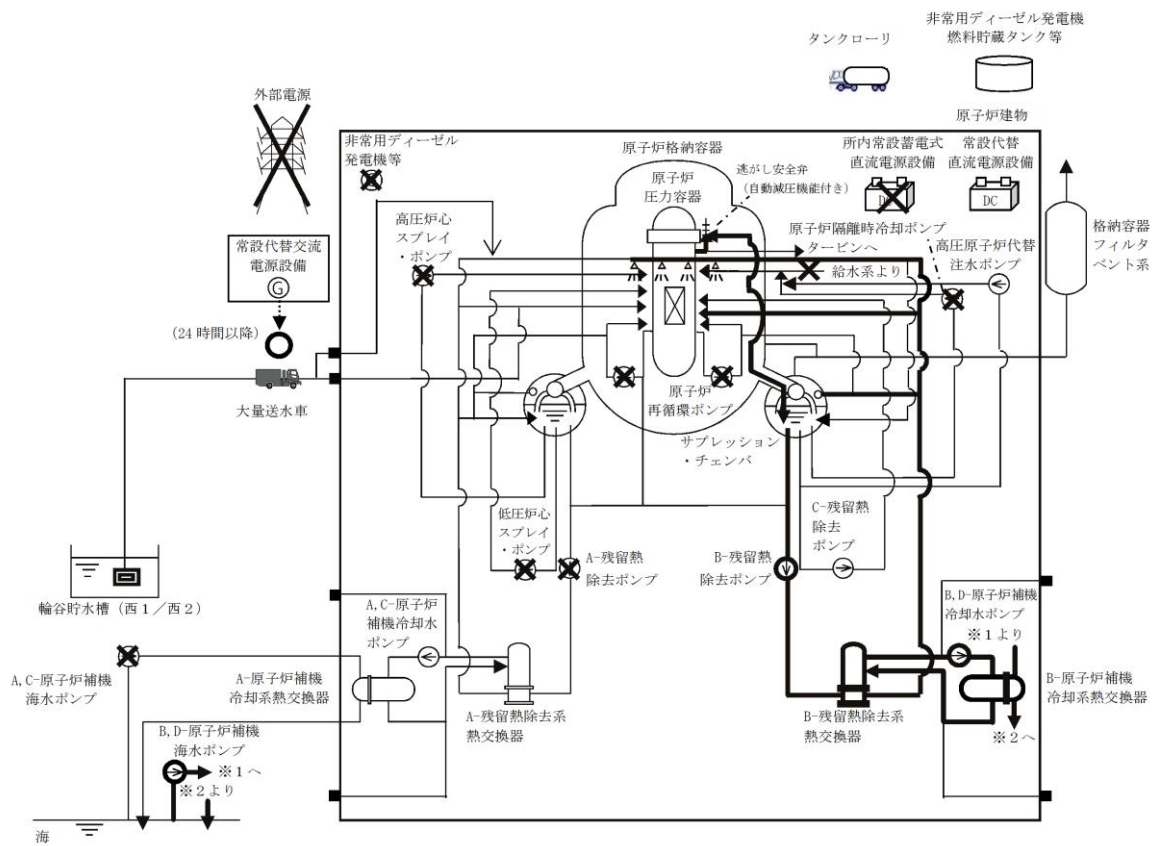 タンクローリ
非常用ディーゼル発電機
燃料貯蔵タンク等
外部電源
原子炉建物
非常用ディーゼル
発電機等
原子炉格納容器
原子炉
圧力容器
逃がし安全弁
(自動減圧機能付き)
所内常設蓄電式
直流電源設備
DC
常設代替
直流電源設備
DC
格納容器
フィルタ
ベント系
高圧炉心
スプレイ
・ポンプ
原子炉隔離時冷却ポンプ
タービンへ
給水系より
高圧原子炉代替
注水ポンプ
常設代替交流
電源設備
G
(24時間以降)
大量送水車
原子炉
再循環ポンプ
サプレッション
・チェンバ
低圧炉心
スプレイ
・ポンプ
A-残留熱
除去ポンプ
B-残留熱
除去ポンプ
C-残留熱
除去
ポンプ
輪谷貯水槽（西１／西２）
A,C-原子炉
補機冷却水
ポンプ
B,D-原子炉補機
冷却水ポンプ
※１より
A,C-原子炉補機
海水ポンプ
A-原子炉補機
冷却系熱交換器
A-残留熱除去系
熱交換器
B-残留熱除去系
熱交換器
B-原子炉補機
冷却系熱交換器
※２へ
B,D-原子炉補機
海水ポンプ
※１へ
※２より
海